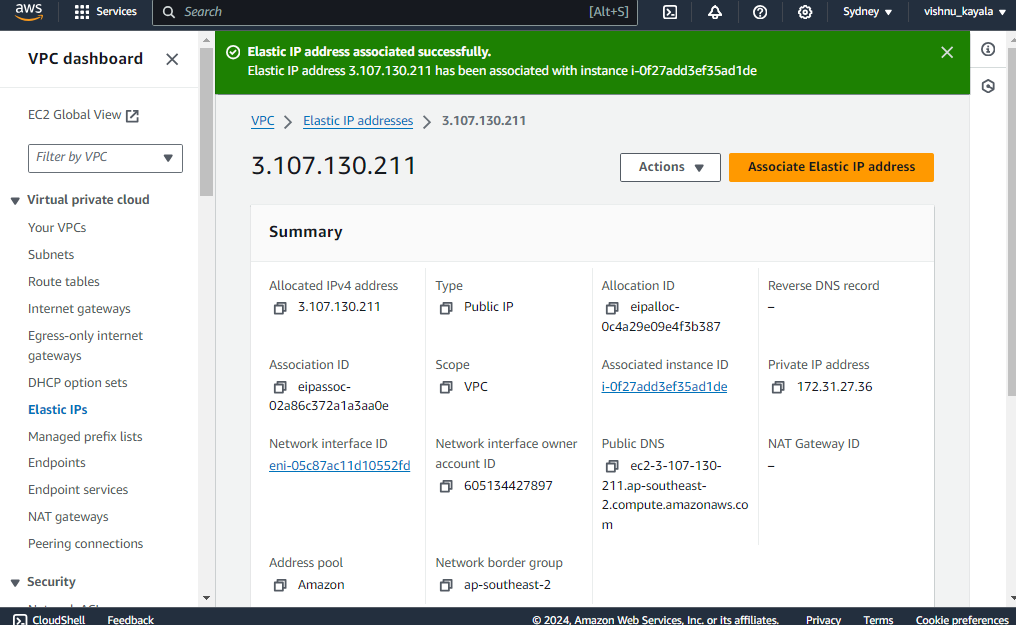 aws
Services
Search
[Alt+S]
Sydney
vishnu_kayala
VPC dashboard
EC2 Global View
Filter by VPC
Virtual private cloud
Your VPCs
Subnets
Route tables
Internet gateways
Egress-only internet
gateways
DHCP option sets
Elastic IPs
Managed prefix lists
Endpoints
Endpoint services
NAT gateways
Peering connections
Security
Elastic IP address associated successfully.
Elastic IP address 3.107.130.211 has been associated with instance i-0f27add3ef35ad1de
VPC
Elastic IP addresses
3.107.130.211
3.107.130.211
Actions
Associate Elastic IP address
Summary
Allocated IPv4 address
3.107.130.211
Type
Public IP
Allocation ID
eipalloc-
0c4a29e09e4f3b387
Reverse DNS record
–
Association ID
eipassoc-
02a86c372a1a3aa0e
Scope
VPC
Associated instance ID
i-0f27add3ef35ad1de
Private IP address
172.31.27.36
Network interface ID
eni-05c87ac11d10552fd
Network interface owner
account ID
605134427897
Public DNS
ec2-3-107-130-
211.ap-southeast-
2.compute.amazonaws.co
m
NAT Gateway ID
–
Address pool
Amazon
Network border group
ap-southeast-2
CloudShell
Feedback
© 2024, Amazon Web Services, Inc. or its affiliates.
Privacy
Terms
Cookie preferences